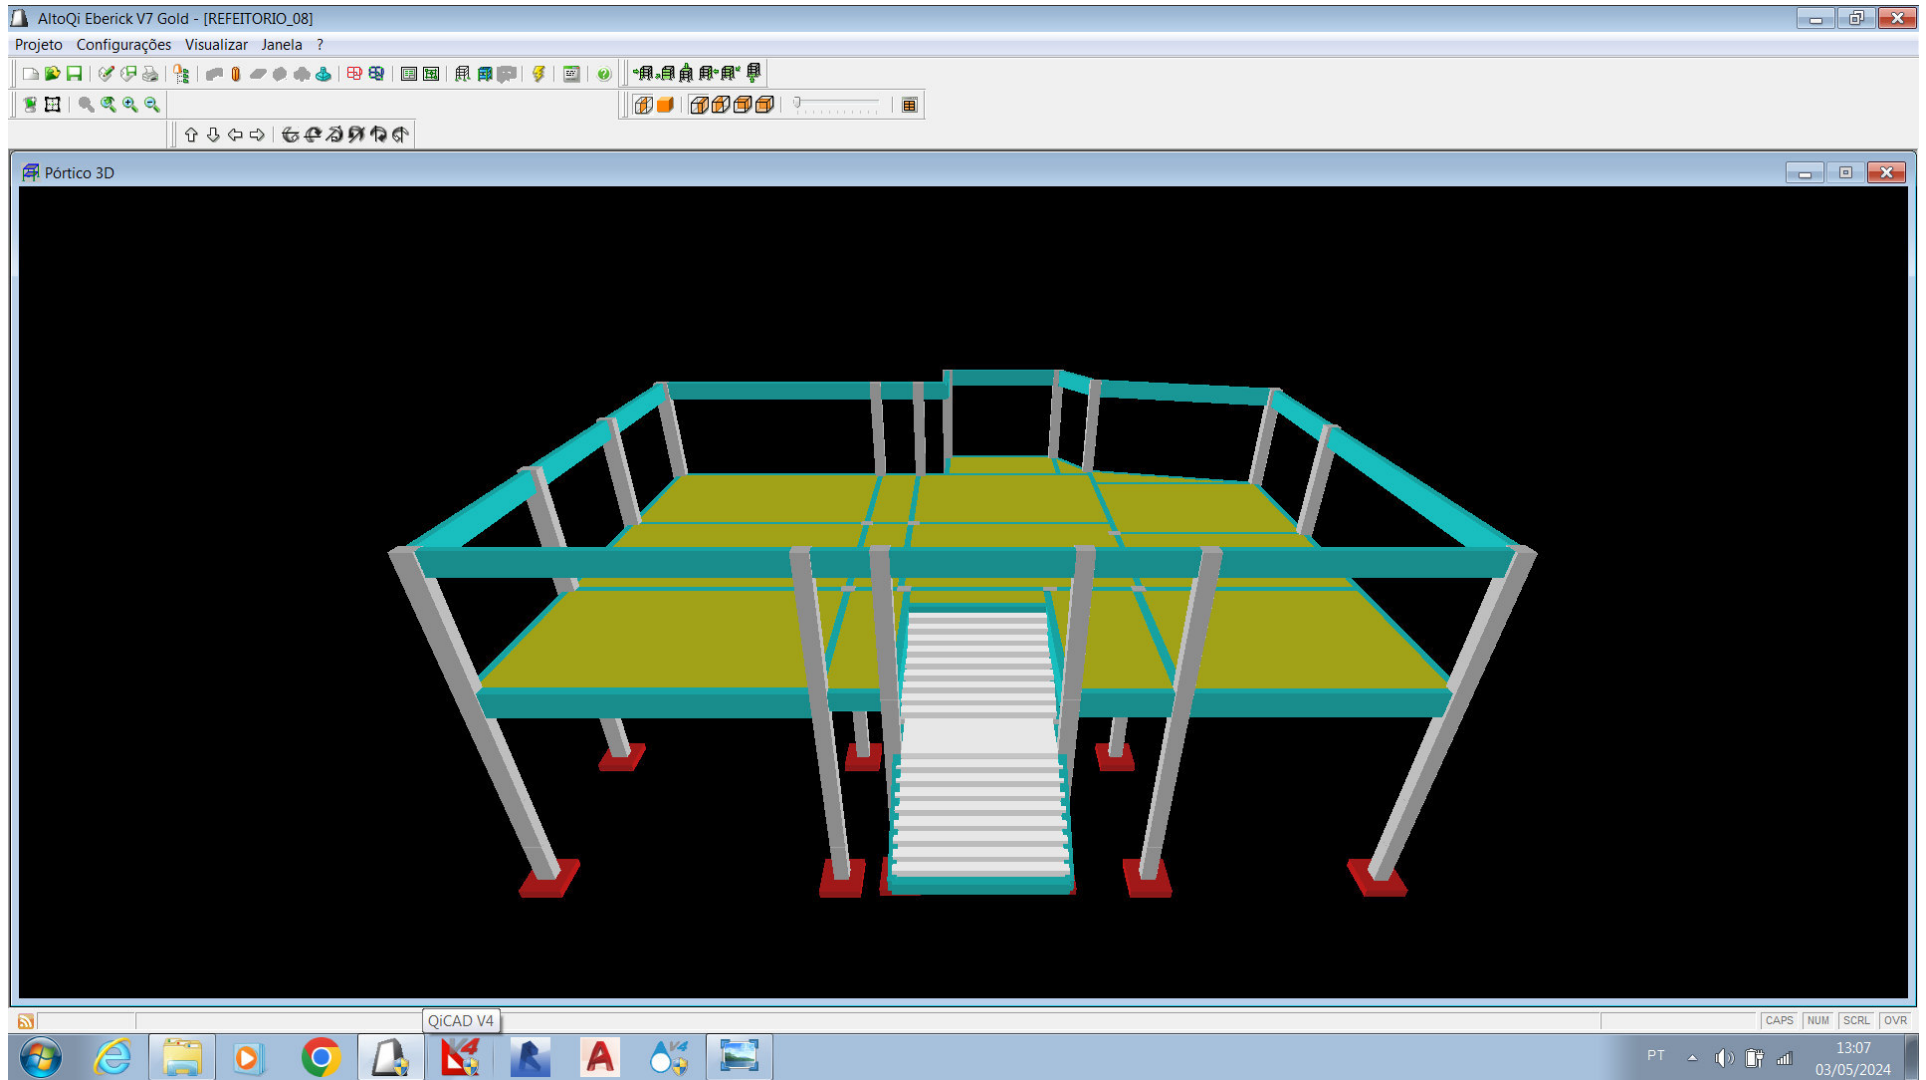 AltoQi Eberick V7 Gold - [REFEITORIO_08]
Projeto Configurações Visualizar Janela ?
Pórtico 3D
QiCAD V4
CAPS NUM SCRL OVR
V4
PT
13:07
03/05/2024